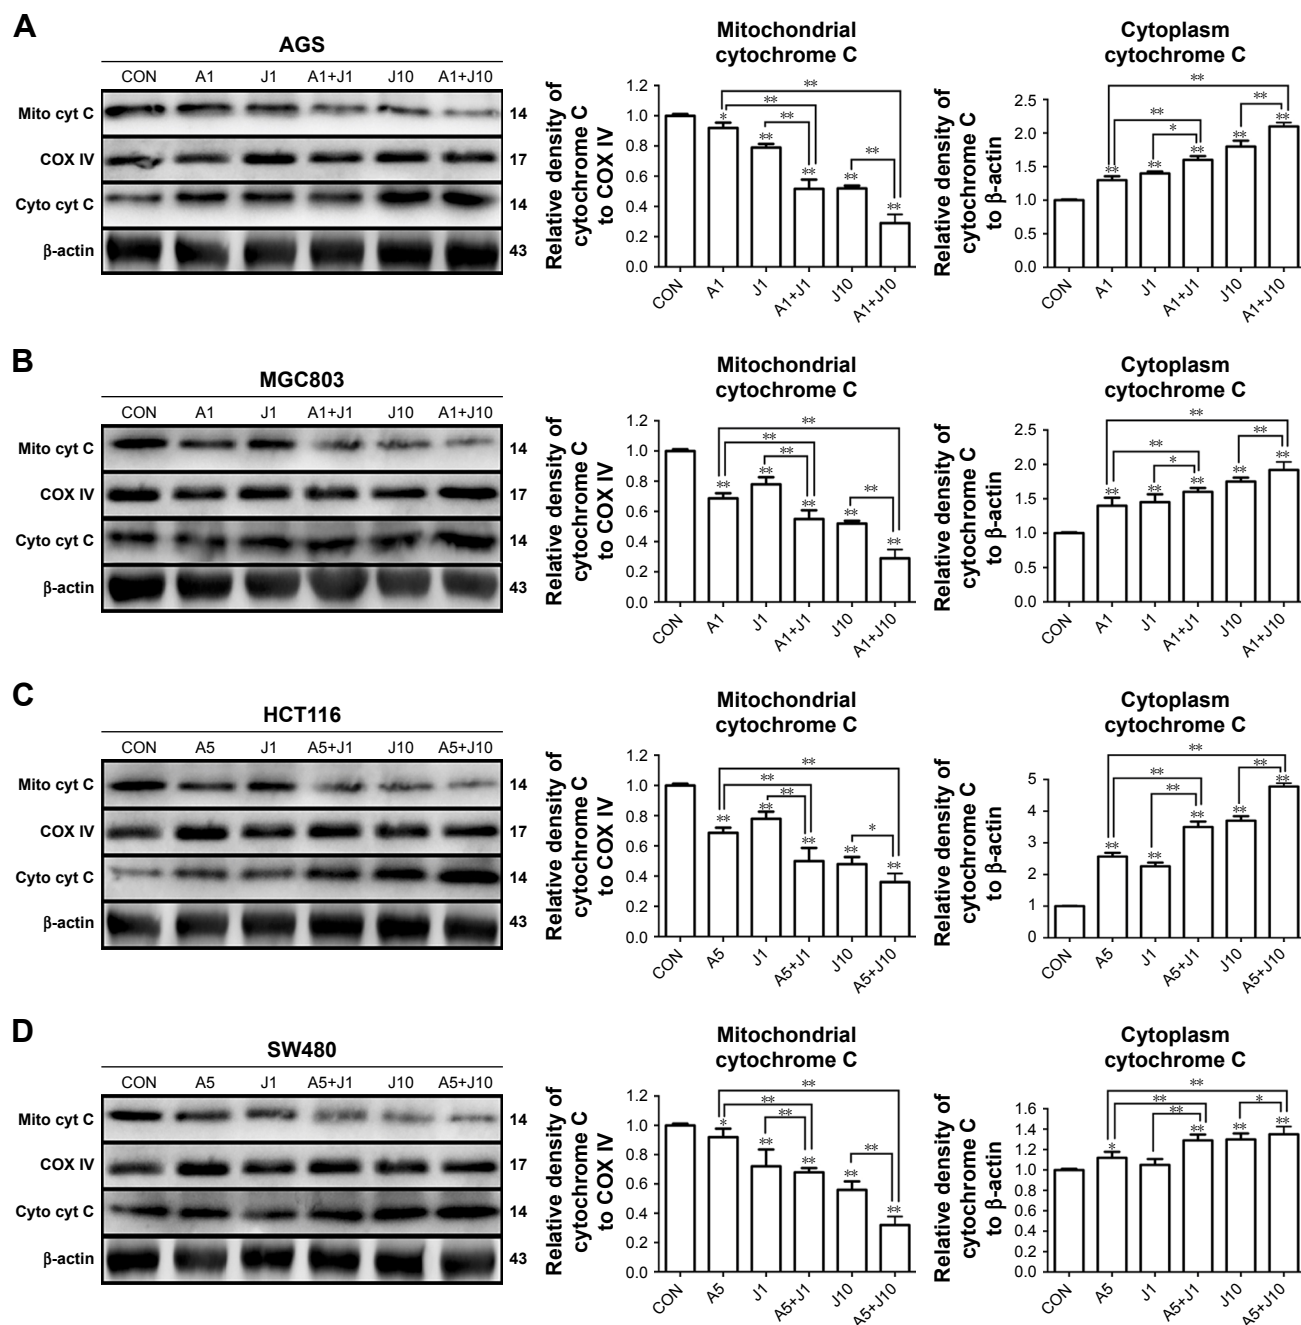 A
AGS
CON A1 J1 A1+J1 J10 A1+J10
Mito cyt C 14
COX IV 17
Cyto cyt C 14
β-actin 43
Mitochondrial
cytochrome C
Relative density of
cytochrome C
to COX IV
1.2
1.0
0.8
0.6
0.4
0.2
0.0
* ** ** ** **
** ** ** **
CON A1 J1 A1+J1 J10 A1+J10
Cytoplasm
cytochrome C
Relative density of
cytochrome C
to β-actin
2.5
2.0
1.5
1.0
0.5
0.0
** ** ** ** **
** ** * **
CON A1 J1 A1+J1 J10 A1+J10
B
MGC803
CON A1 J1 A1+J1 J10 A1+J10
Mito cyt C 14
COX IV 17
Cyto cyt C 14
β-actin 43
Mitochondrial
cytochrome C
Relative density of
cytochrome C
to COX IV
1.2
1.0
0.8
0.6
0.4
0.2
0.0
** ** ** ** **
** ** ** **
CON A1 J1 A1+J1 J10 A1+J10
Cytoplasm
cytochrome C
Relative density of
cytochrome C
to β-actin
2.5
2.0
1.5
1.0
0.5
0.0
** ** ** ** **
** ** * **
CON A1 J1 A1+J1 J10 A1+J10
C
HCT116
CON A5 J1 A5+J1 J10 A5+J10
Mito cyt C 14
COX IV 17
Cyto cyt C 14
β-actin 43
Mitochondrial
cytochrome C
Relative density of
cytochrome C
to COX IV
1.2
1.0
0.8
0.6
0.4
0.2
0.0
** ** ** ** **
** ** ** *
CON A5 J1 A5+J1 J10 A5+J10
Cytoplasm
cytochrome C
Relative density of
cytochrome C
to β-actin
5
4
3
2
1
0
** ** ** ** **
** ** ** **
CON A5 J1 A5+J1 J10 A5+J10
D
SW480
CON A5 J1 A5+J1 J10 A5+J10
Mito cyt C 14
COX IV 17
Cyto cyt C 14
β-actin 43
Mitochondrial
cytochrome C
Relative density of
cytochrome C
to COX IV
1.2
1.0
0.8
0.6
0.4
0.2
0.0
* ** ** ** **
** ** ** **
CON A5 J1 A5+J1 J10 A5+J10
Cytoplasm
cytochrome C
Relative density of
cytochrome C
to β-actin
1.6
1.4
1.2
1.0
0.8
0.6
0.4
0.2
0.0
* ** ** **
** ** ** *
CON A5 J1 A5+J1 J10 A5+J10